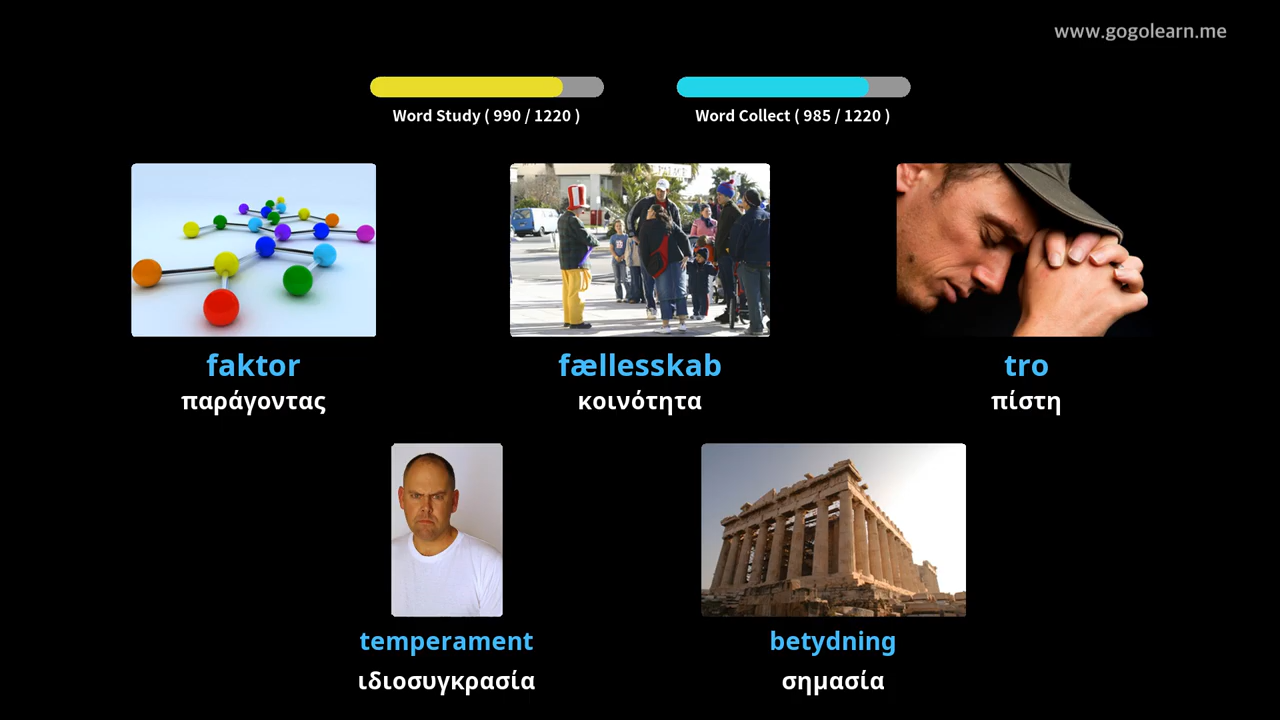 www.gogolearn.me
Word Study ( 990 / 1220 )
Word Collect ( 985 / 1220 )
faktor
παράγοντας
fællesskab
κοινότητα
tro
πίστη
temperament
ιδιοσυγκρασία
betydning
σημασία